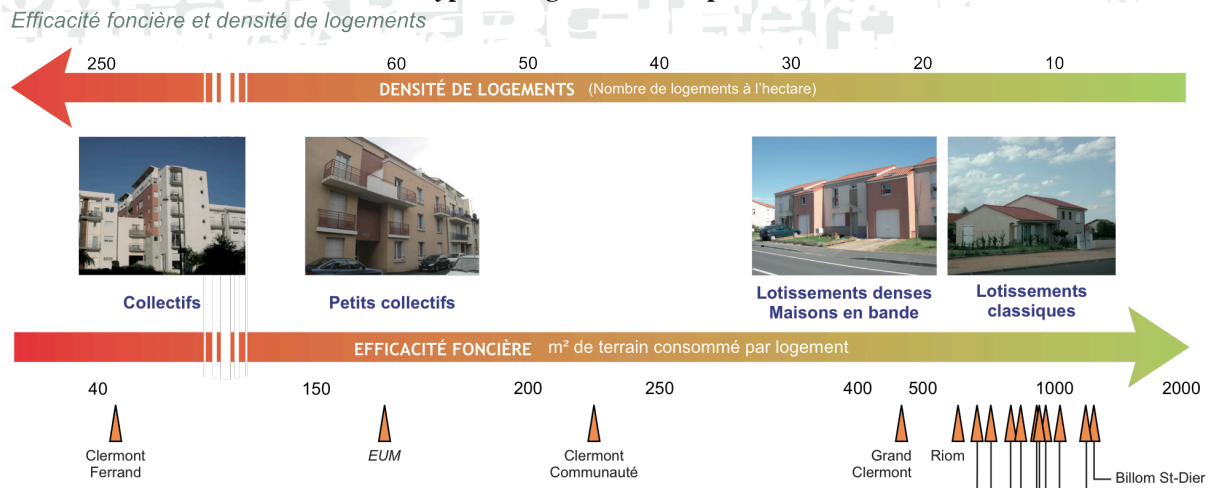 Efficacité foncière et densité de logements
250 60 50 40 30 20 10
DENSITÉ DE LOGEMENTS (Nombre de logements à l'hectare)
Collectifs
Petits collectifs
Lotissements denses
Maisons en bande
Lotissements
classiques
EFFICACITÉ FONCIÈRE m² de terrain consommé par logement
40 150 200 250 400 500 1000 2000
Clermont
Ferrand
EUM
Clermont
Communauté
Grand
Clermont
Riom
Billom St-Dier